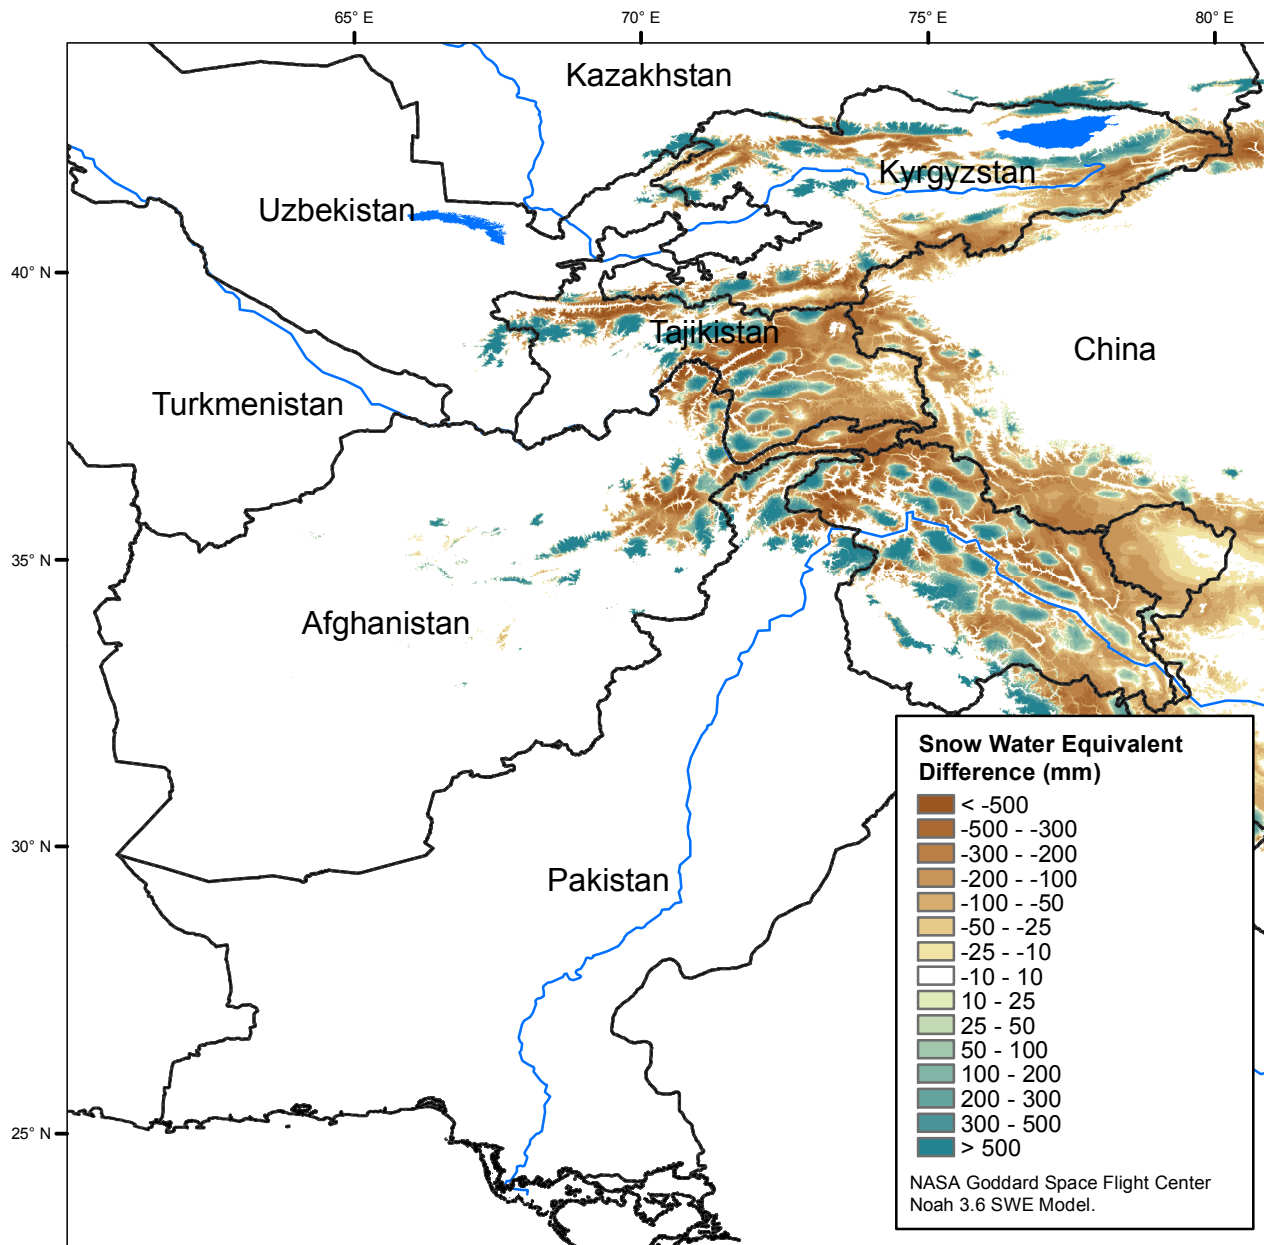 65° E
70° E
75° E
80° E
Kazakhstan
Kyrgyzstan
Uzbekistan
40° N
Tajikistan
China
Turkmenistan
35° N
Afghanistan
Snow Water Equivalent
Difference (mm)
< -500
-500 - -300
-300 - -200
-200 - -100
-100 - -50
-50 - -25
-25 - -10
-10 - 10
10 - 25
25 - 50
50 - 100
100 - 200
200 - 300
300 - 500
> 500
NASA Goddard Space Flight Center
Noah 3.6 SWE Model.
30° N
Pakistan
25° N